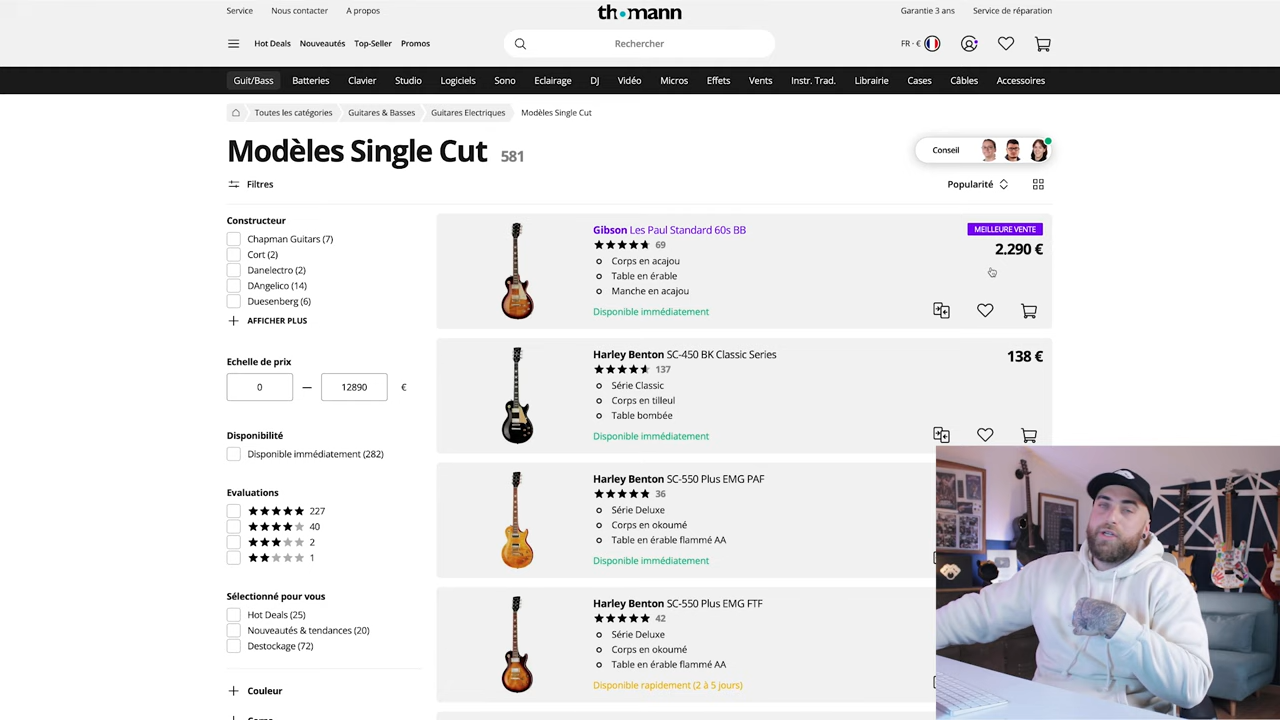 Service Nous contacter A propos
th•mann
Garantie 3 ans Service de réparation
Hot Deals Nouveautés Top-Seller Promos
Rechercher
FR · €
Guit/Bass Batteries Clavier Studio Logiciels Sono Eclairage DJ Vidéo Micros Effets Vents Instr. Trad. Librairie Cases Câbles Accessoires
Toutes les catégories Guitares & Basses Guitares Electriques Modèles Single Cut
Modèles Single Cut 581
Conseil
Filtres
Popularité
Constructeur
Chapman Guitars (7)
Cort (2)
Danelectro (2)
DAngelico (14)
Duesenberg (6)
AFFICHER PLUS
Echelle de prix
0 — 12890 €
Disponibilité
Disponible immédiatement (282)
Evaluations
227
40
2
1
Sélectionné pour vous
Hot Deals (25)
Nouveautés & tendances (20)
Destockage (72)
Couleur
Gibson Les Paul Standard 60s BB
69
Corps en acajou
Table en érable
Manche en acajou
Disponible immédiatement
MEILLEURE VENTE
2.290 €
Harley Benton SC-450 BK Classic Series
137
Série Classic
Corps en tilleul
Table bombée
Disponible immédiatement
138 €
Harley Benton SC-550 Plus EMG PAF
36
Série Deluxe
Corps en okoumé
Table en érable flammé AA
Disponible immédiatement
Harley Benton SC-550 Plus EMG FTF
42
Série Deluxe
Corps en okoumé
Table en érable flammé AA
Disponible rapidement (2 à 5 jours)